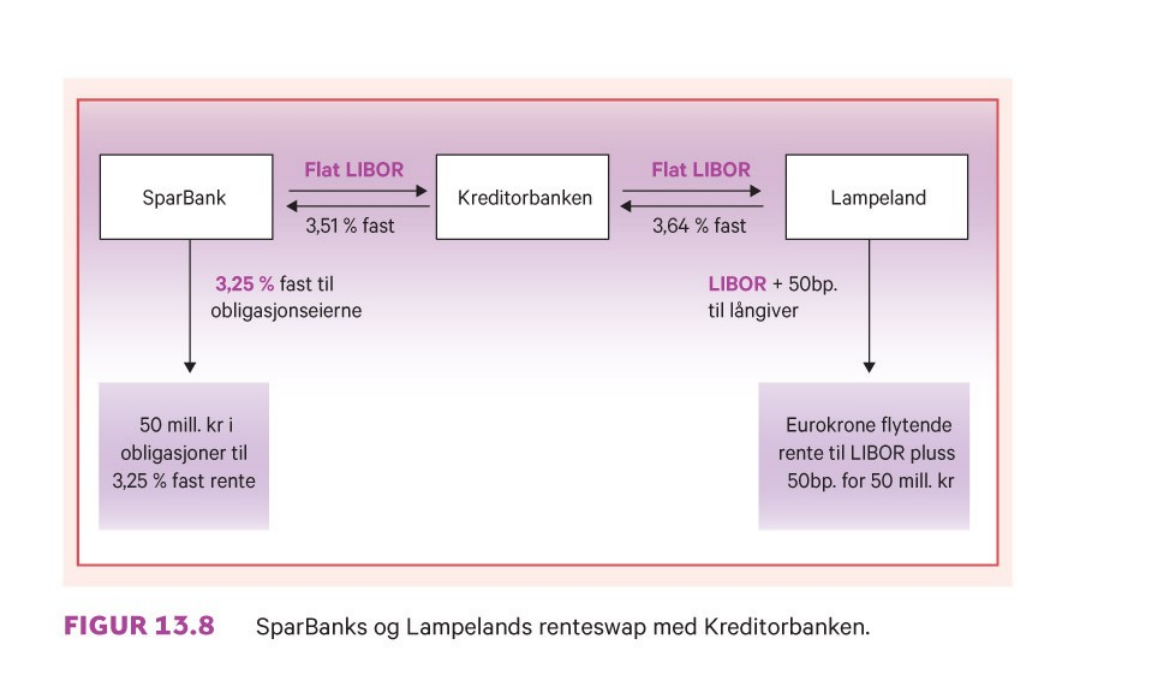 Flat LIBOR
Flat LIBOR
SparBank
Kreditorbanken
Lampeland
3,51 % fast
3,64 % fast
3,25 % fast til
obligasjonseierne
LIBOR + 50bp.
til långiver
50 mill. kr i
obligasjoner til
3,25 % fast rente
Eurokrone flytende
rente til LIBOR pluss
50bp. for 50 mill. kr
FIGUR 13.8 SparBanks og Lampelands renteswap med Kreditorbanken.